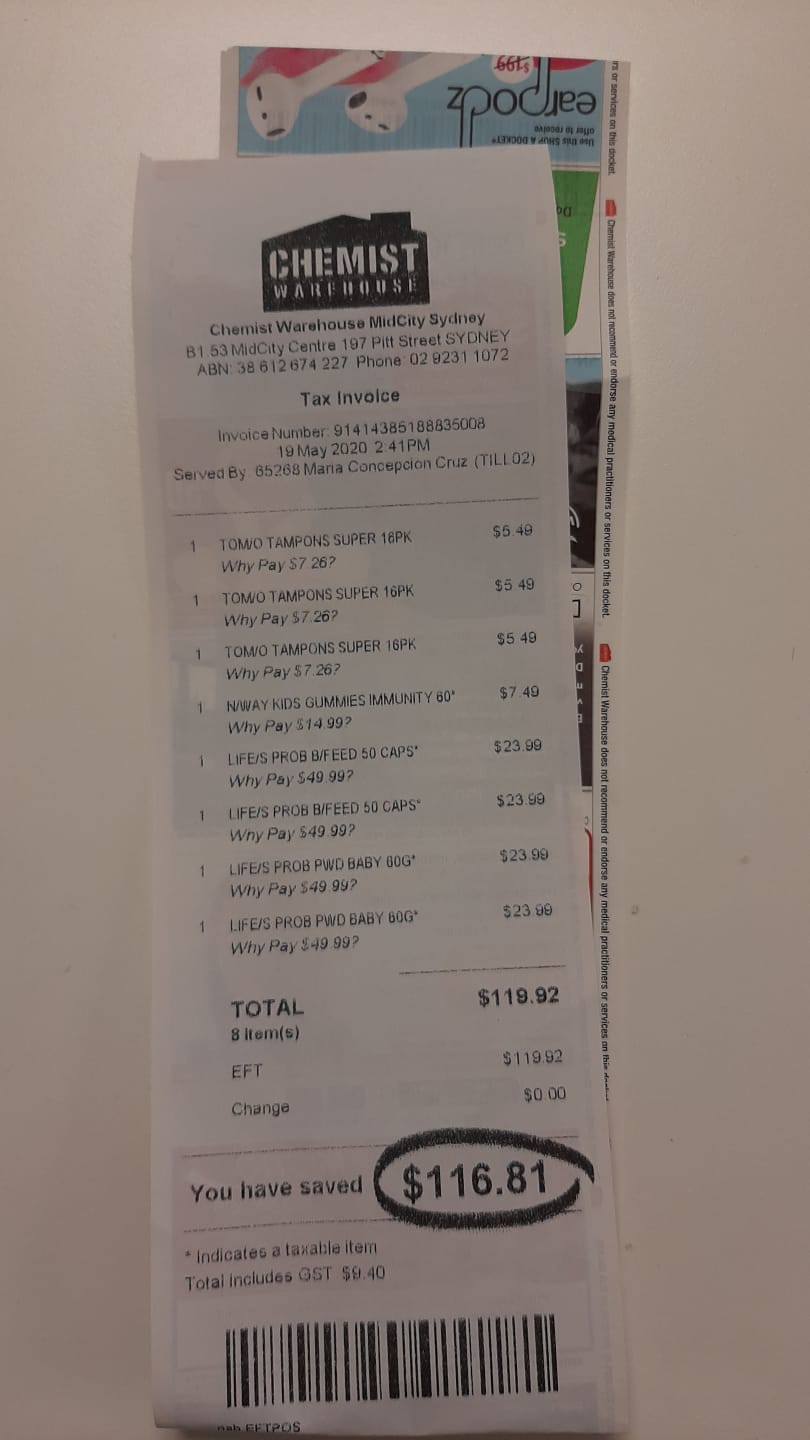 $199
earpodz
offer to receive
Use this SHOP A DOCKET*
rs or services on this docket.
Do
S
CHEMIST
WAREHOUSE
Chemist Warehouse MidCity Sydney
B1.53 MidCity Centre 197 Pitt Street SYDNEY
ABN: 38 612 674 227 Phone: 02 9231 1072
Tax Invoice
Invoice Number: 91414385188835008
19 May 2020 2:41PM
Served By: 65268 Maria Concepcion Cruz (TILL02)
1 TOM/O TAMPONS SUPER 16PK $5.49
Why Pay $7.26?
1 TOM/O TAMPONS SUPER 16PK $5.49
Why Pay $7.26?
1 TOM/O TAMPONS SUPER 16PK $5.49
Why Pay $7.26?
1 N/WAY KIDS GUMMIES IMMUNITY 60* $7.49
Why Pay $14.99?
1 LIFE/S PROB B/FEED 50 CAPS* $23.99
Why Pay $49.99?
1 LIFE/S PROB B/FEED 50 CAPS* $23.99
Why Pay $49.99?
1 LIFE/S PROB PWD BABY 60G* $23.99
Why Pay $49.99?
1 LIFE/S PROB PWD BABY 60G* $23.99
Why Pay $49.99?
TOTAL $119.92
8 item(s)
EFT $119.92
Change $0.00
You have saved $116.81
* Indicates a taxable item
Total includes GST $9.40
nab EFTPOS
Chemist Warehouse does not recommend or endorse any medical practitioners or services on this docket.
Chemist Warehouse does not recommend or endorse any medical practitioners or services on this docket